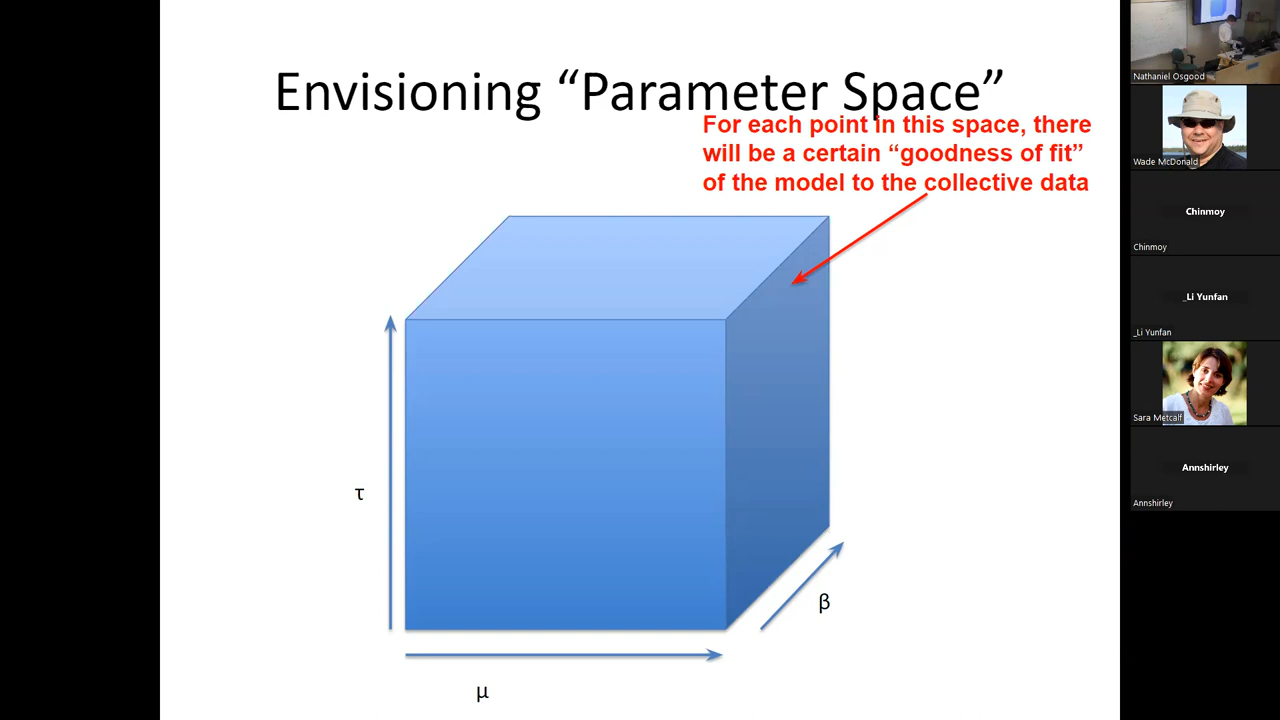 Envisioning “Parameter Space”
For each point in this space, there
will be a certain “goodness of fit”
of the model to the collective data
τ
β
μ
Nathaniel Osgood
Wade McDonald
Chinmoy
Chinmoy
_Li Yunfan
_Li Yunfan
Sara Metcalf
Annshirley
Annshirley